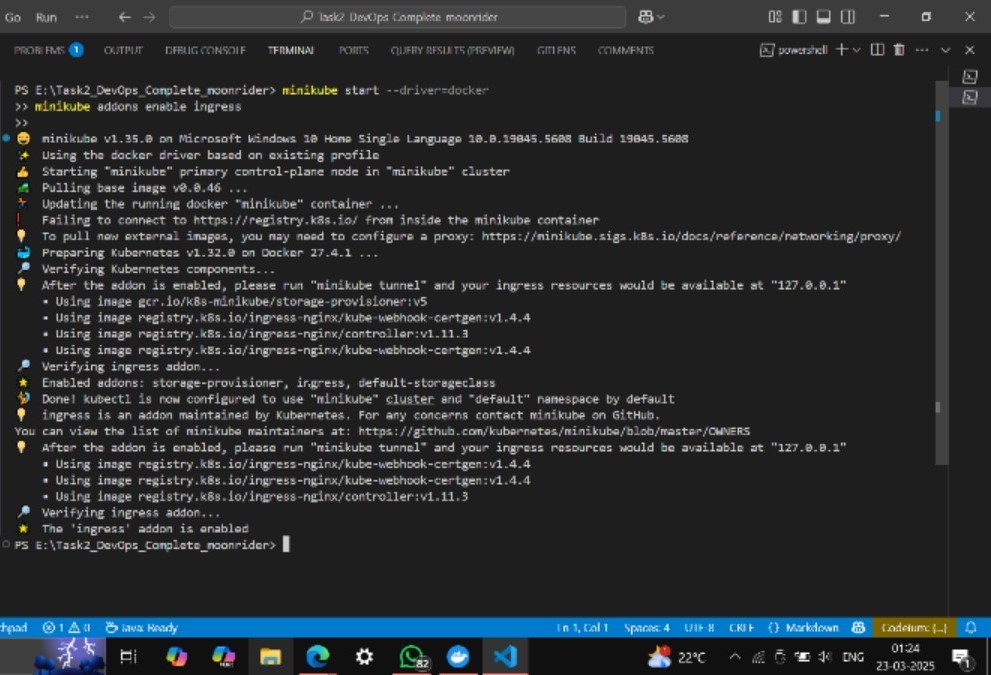 Go Run ... Task2 DevOps Complete moonrider
PROBLEMS 1 OUTPUT DEBUG CONSOLE TERMINAL PORTS QUERY RESULTS (PREVIEW) GITLENS COMMENTS powershell
PS E:\Task2_DevOps_Complete_moonrider> minikube start --driver=docker
>> minikube addons enable ingress
>>
minikube v1.35.0 on Microsoft Windows 10 Home Single Language 10.0.19045.5608 Build 19045.5608
Using the docker driver based on existing profile
Starting "minikube" primary control-plane node in "minikube" cluster
Pulling base image v0.0.46 ...
Updating the running docker "minikube" container ...
! Failing to connect to https://registry.k8s.io/ from inside the minikube container
To pull new external images, you may need to configure a proxy: https://minikube.sigs.k8s.io/docs/reference/networking/proxy/
Preparing Kubernetes v1.32.0 on Docker 27.4.1 ...
Verifying Kubernetes components...
After the addon is enabled, please run "minikube tunnel" and your ingress resources would be available at "127.0.0.1"
▪ Using image gcr.io/k8s-minikube/storage-provisioner:v5
▪ Using image registry.k8s.io/ingress-nginx/kube-webhook-certgen:v1.4.4
▪ Using image registry.k8s.io/ingress-nginx/controller:v1.11.3
▪ Using image registry.k8s.io/ingress-nginx/kube-webhook-certgen:v1.4.4
Verifying ingress addon...
Enabled addons: storage-provisioner, ingress, default-storageclass
Done! kubectl is now configured to use "minikube" cluster and "default" namespace by default
ingress is an addon maintained by Kubernetes. For any concerns contact minikube on GitHub.
You can view the list of minikube maintainers at: https://github.com/kubernetes/minikube/blob/master/OWNERS
After the addon is enabled, please run "minikube tunnel" and your ingress resources would be available at "127.0.0.1"
▪ Using image registry.k8s.io/ingress-nginx/kube-webhook-certgen:v1.4.4
▪ Using image registry.k8s.io/ingress-nginx/kube-webhook-certgen:v1.4.4
▪ Using image registry.k8s.io/ingress-nginx/controller:v1.11.3
Verifying ingress addon...
The 'ingress' addon is enabled
PS E:\Task2_DevOps_Complete_moonrider>
chpad 1 0 Java: Ready Ln 1, Col 1 Spaces: 4 UTF-8 CRLF {} Markdown Codeium: {...}
82 22°C ENG 01:24
23-03-2025 1